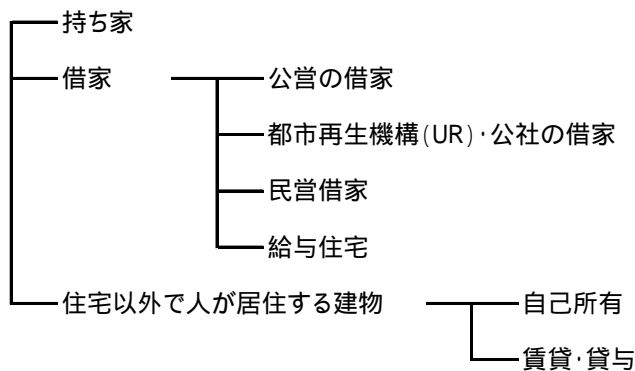 持ち家
借家
公営の借家
都市再生機構(UR)·公社の借家
民営借家
給与住宅
住宅以外で人が居住する建物
自己所有
賃貸·貸与